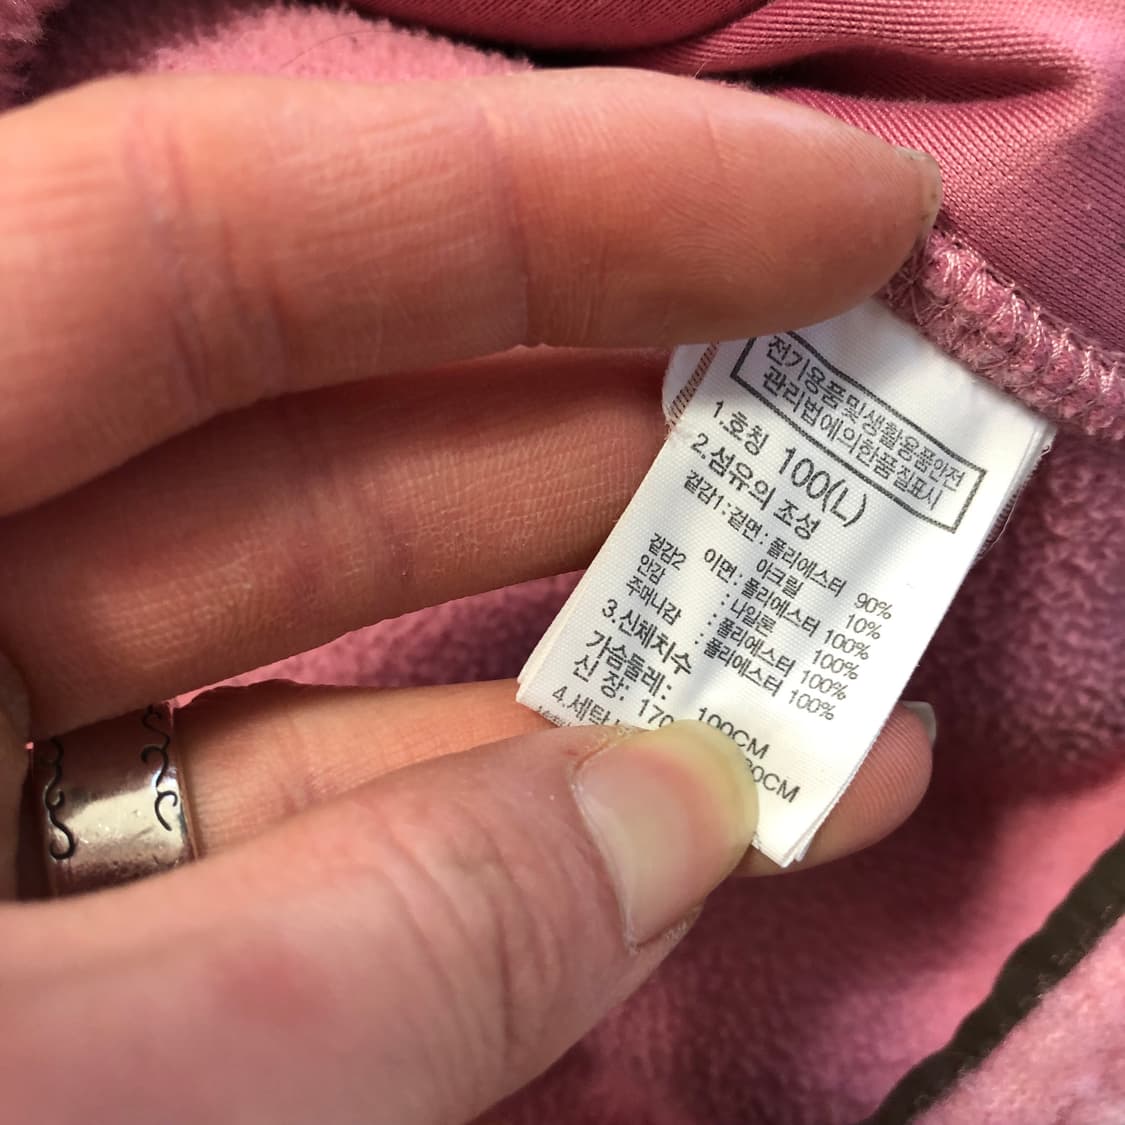 전기용품및생활용품안전
관리법에의한품질표시
1.호칭 100(L)
2.섬유의 조성
겉감1 : 겉면 : 폴리에스터 90%
아크릴 10%
이면 : 폴리에스터 100%
겉감2 : 나일론 100%
안감 : 폴리에스터 100%
주머니감 : 폴리에스터 100%
3.신체치수
가슴둘레: 100CM
신 장: CM
4.세탁